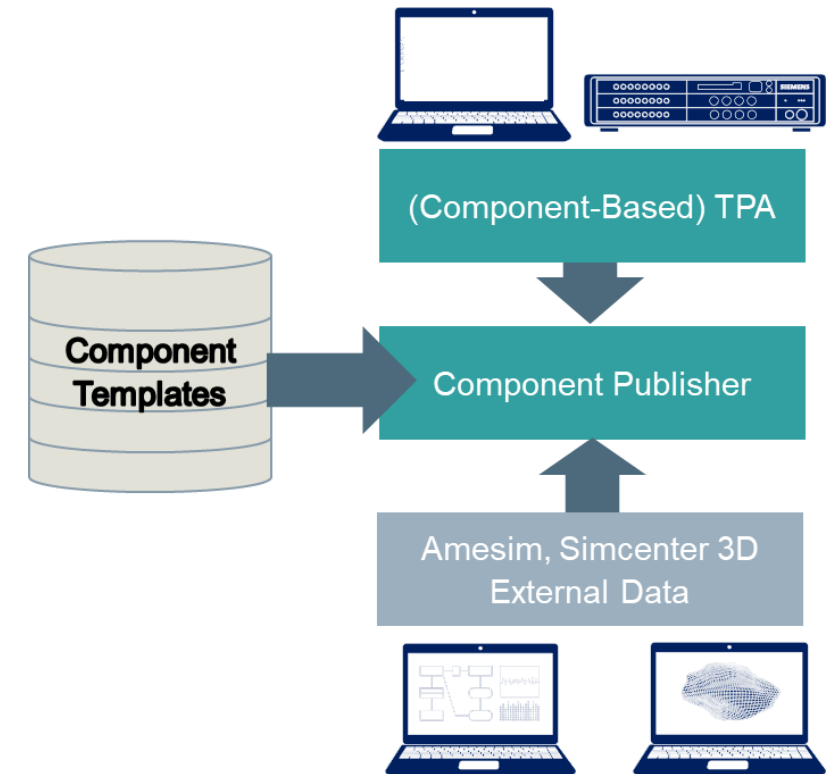 SIEMENS
(Component-Based) TPA
Component
Templates
Component Publisher
Amesim, Simcenter 3D
External Data